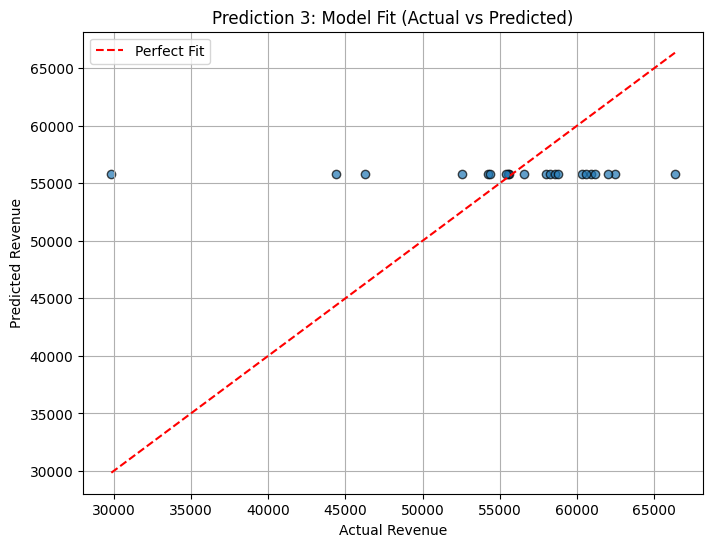 Prediction 3: Model Fit (Actual vs Predicted)
Perfect Fit
65000
60000
55000
50000
45000
40000
35000
30000
Predicted Revenue
30000 35000 40000 45000 50000 55000 60000 65000
Actual Revenue